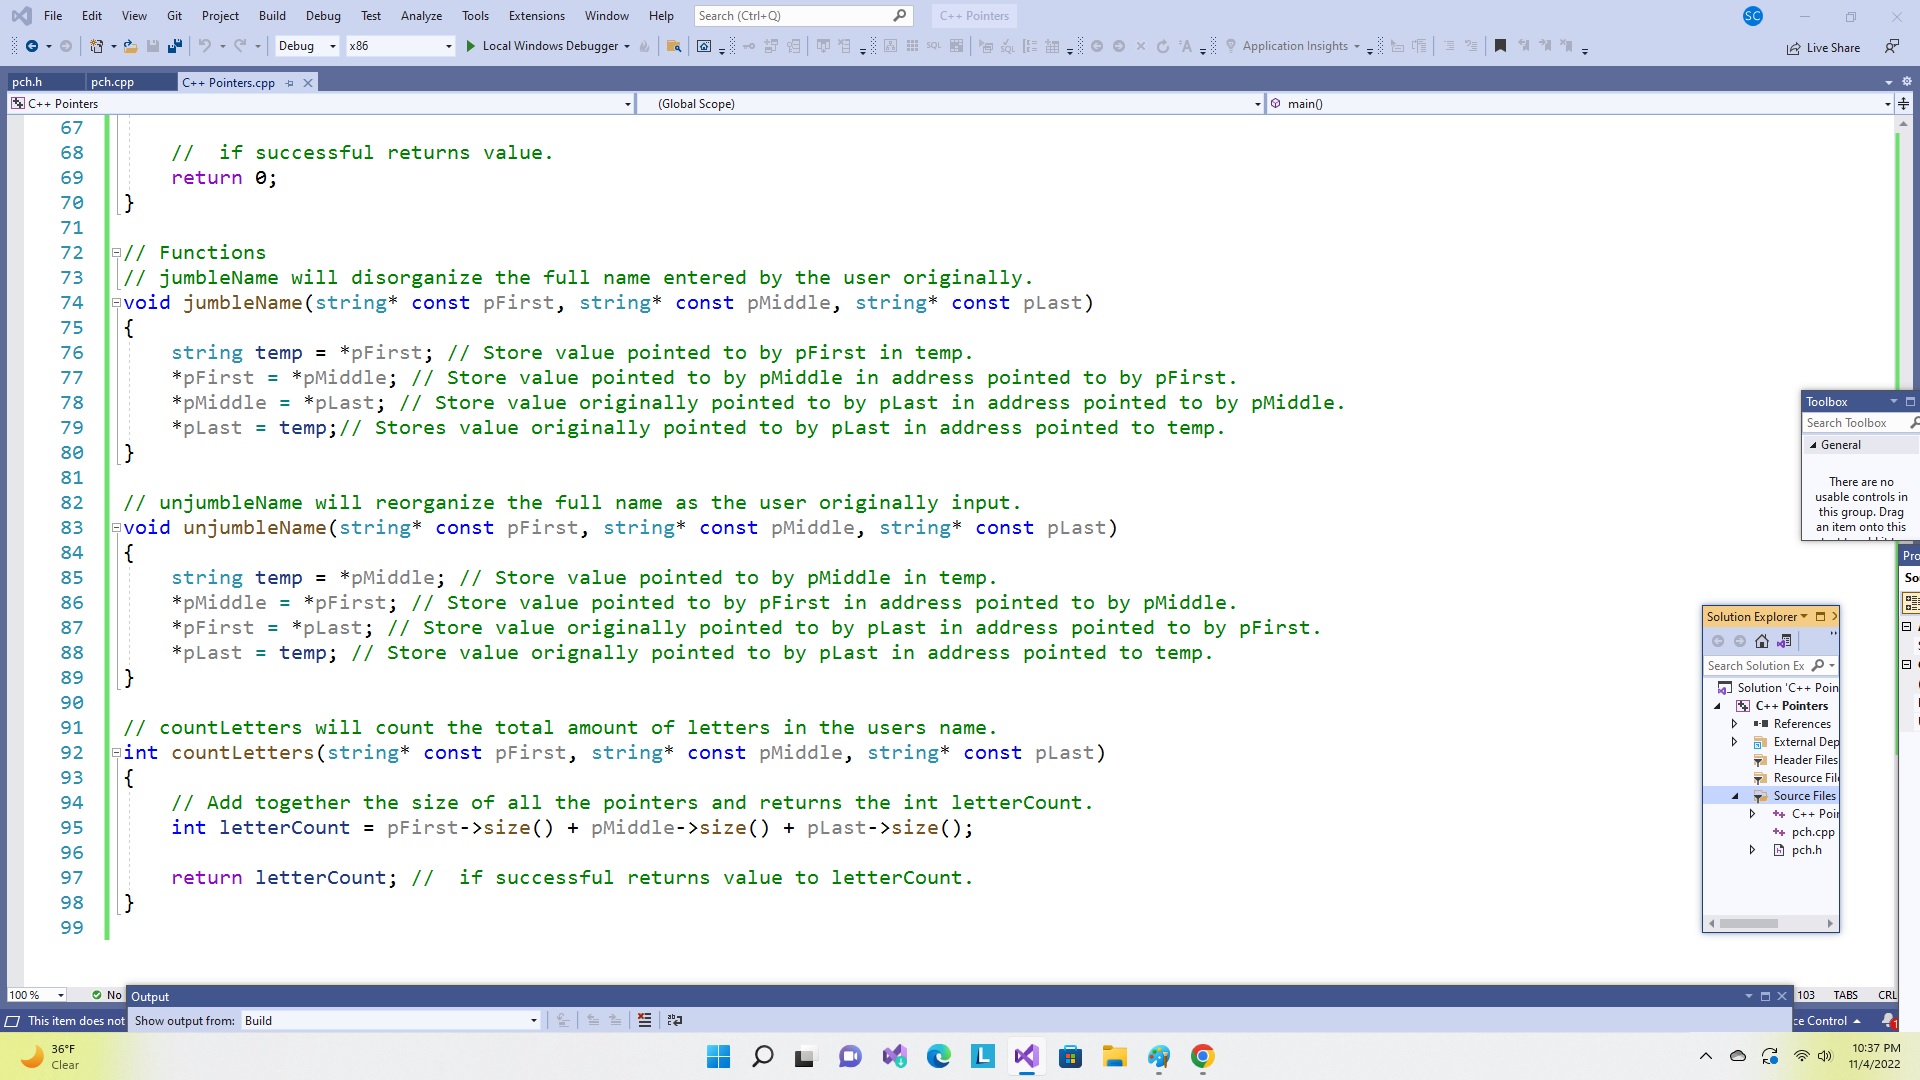 File Edit View Git Project Build Debug Test Analyze Tools Extensions Window Help Search (Ctrl+Q) C++ Pointers SC
Debug x86 Local Windows Debugger Application Insights Live Share
pch.h pch.cpp C++ Pointers.cpp
C++ Pointers (Global Scope) main()
67
68 //  if successful returns value.
69 return 0;
70 }
71
72 // Functions
73 // jumbleName will disorganize the full name entered by the user originally.
74 void jumbleName(string* const pFirst, string* const pMiddle, string* const pLast)
75 {
76 string temp = *pFirst; // Store value pointed to by pFirst in temp.
77 *pFirst = *pMiddle; // Store value pointed to by pMiddle in address pointed to by pFirst.
78 *pMiddle = *pLast; // Store value originally pointed to by pLast in address pointed to by pMiddle.
79 *pLast = temp;// Stores value originally pointed to by pLast in address pointed to temp.
80 }
81
82 // unjumbleName will reorganize the full name as the user originally input.
83 void unjumbleName(string* const pFirst, string* const pMiddle, string* const pLast)
84 {
85 string temp = *pMiddle; // Store value pointed to by pMiddle in temp.
86 *pMiddle = *pFirst; // Store value pointed to by pFirst in address pointed to by pMiddle.
87 *pFirst = *pLast; // Store value originally pointed to by pLast in address pointed to by pFirst.
88 *pLast = temp; // Store value orignally pointed to by pLast in address pointed to temp.
89 }
90
91 // countLetters will count the total amount of letters in the users name.
92 int countLetters(string* const pFirst, string* const pMiddle, string* const pLast)
93 {
94 // Add together the size of all the pointers and returns the int letterCount.
95 int letterCount = pFirst->size() + pMiddle->size() + pLast->size();
96
97 return letterCount; //  if successful returns value to letterCount.
98 }
99
Toolbox
Search Toolbox
General
There are no
usable controls in
this group. Drag
an item onto this
Pro
So
Solution Explorer
Search Solution Ex
Solution 'C++ Poin
C++ Pointers
References
External Dep
Header Files
Resource File
Source Files
C++ Poin
pch.cpp
pch.h
100 % No Output 103 TABS CRL
This item does not Show output from: Build ce Control 1
36°F
Clear
10:37 PM
11/4/2022